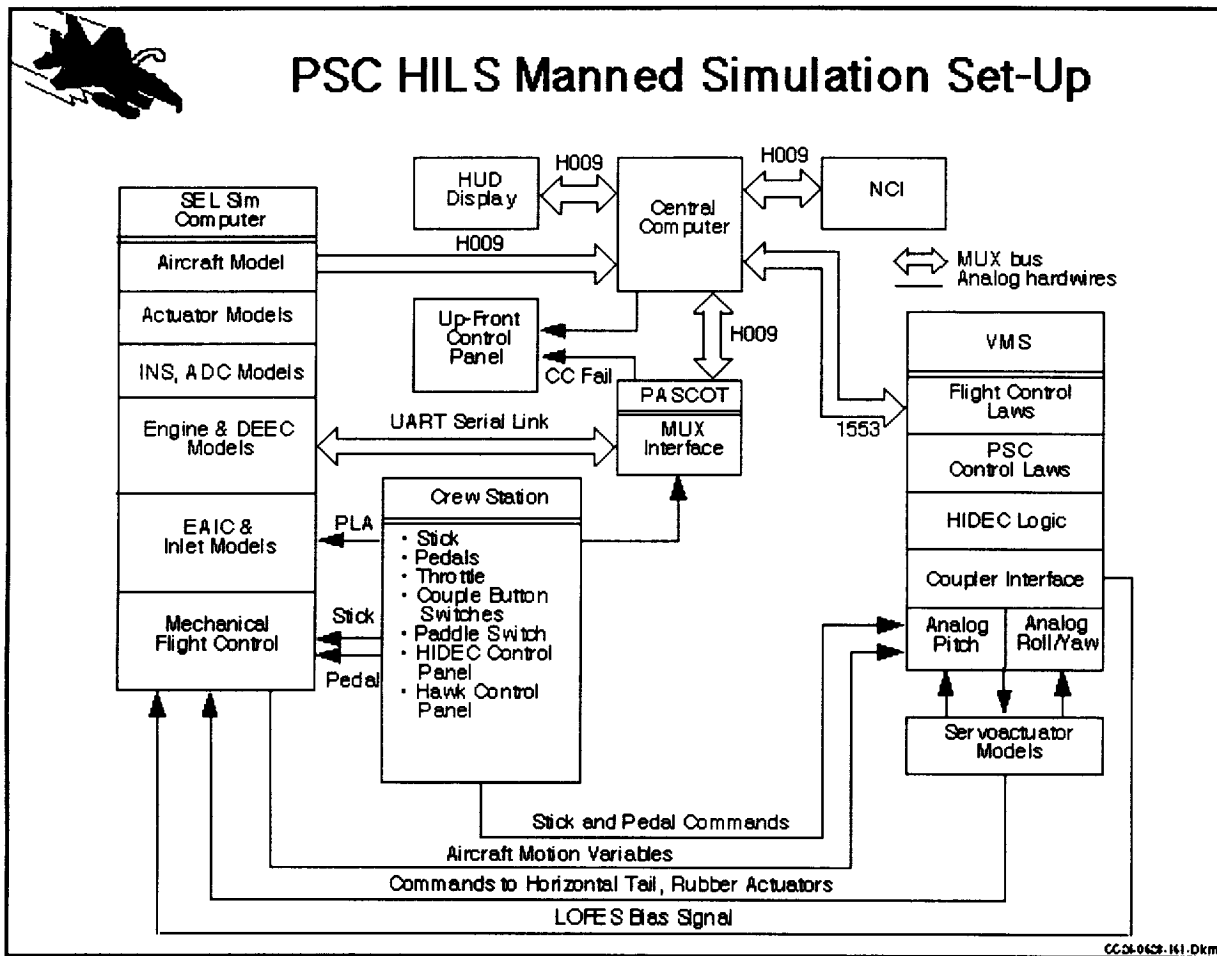 PSC HILS Manned Simulation Set-Up
H009
H009
HUD
Display
Central
Computer
NCI
SEL Sim
Computer
H009
Aircraft Model
MUX bus
Analog hardwires
Actuator Models
Up-Front
Control
Panel
H009
VMS
INS, ADC Models
CC Fail
PASCOT
Flight Control
Laws
UART Serial Link
Engine & DEEC
Models
MUX
Interface
1553
PSC
Control Laws
Crew Station
HIDEC Logic
PLA
EAIC &
Inlet Models
· Stick
· Pedals
· Throttle
· Couple Button
Switches
· Paddle Switch
· HIDEC Control
Panel
· Hawk Control
Panel
Coupler Interface
Stick
Mechanical
Flight Control
Pedal
Analog
Pitch
Analog
Roll/Yaw
Servoactuator
Models
Stick and Pedal Commands
Aircraft Motion Variables
Commands to Horizontal Tail, Rubber Actuators
LOFES Bias Signal